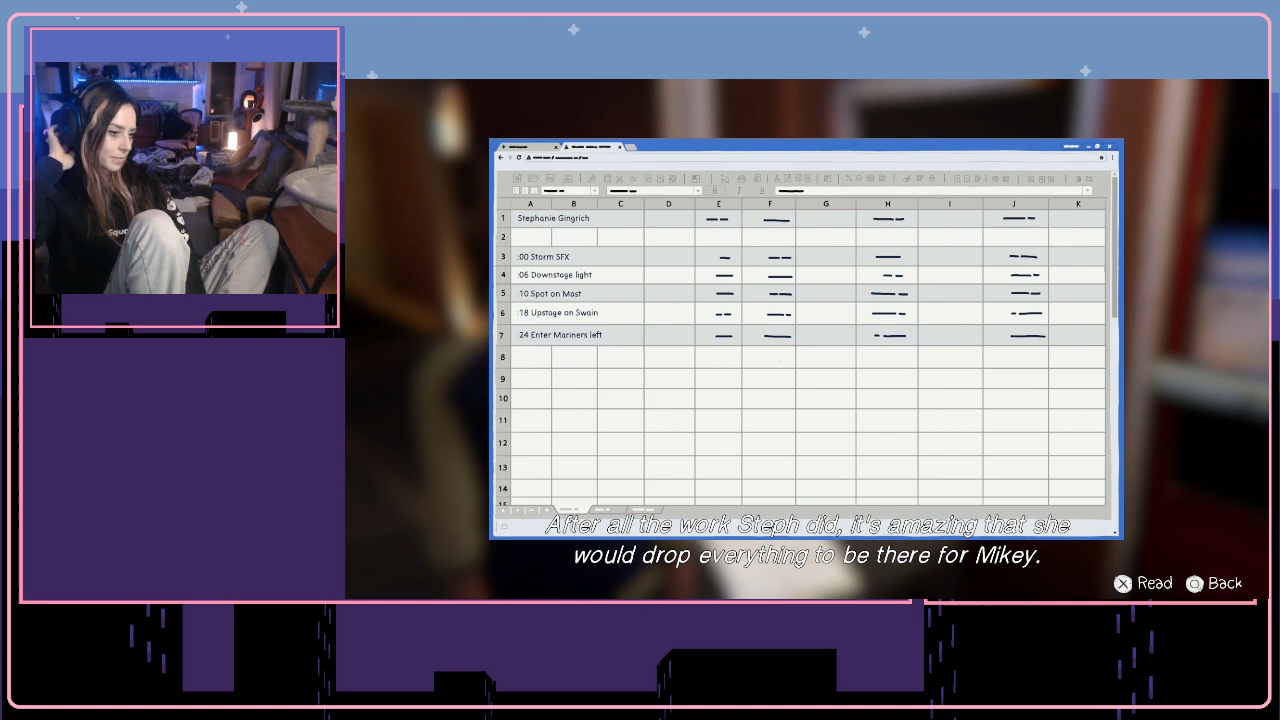 A B C D E F G H I J K
1 Stephanie Gingrich
2
3 :00 Storm SFX
4 :06 Downstage light
5 :10 Spot on Mast
6 :18 Upstage on Swain
7 :24 Enter Mariners left
8
9
10
11
12
13
14
15
After all the work Steph did, it's amazing that she
would drop everything to be there for Mikey.
Read Back